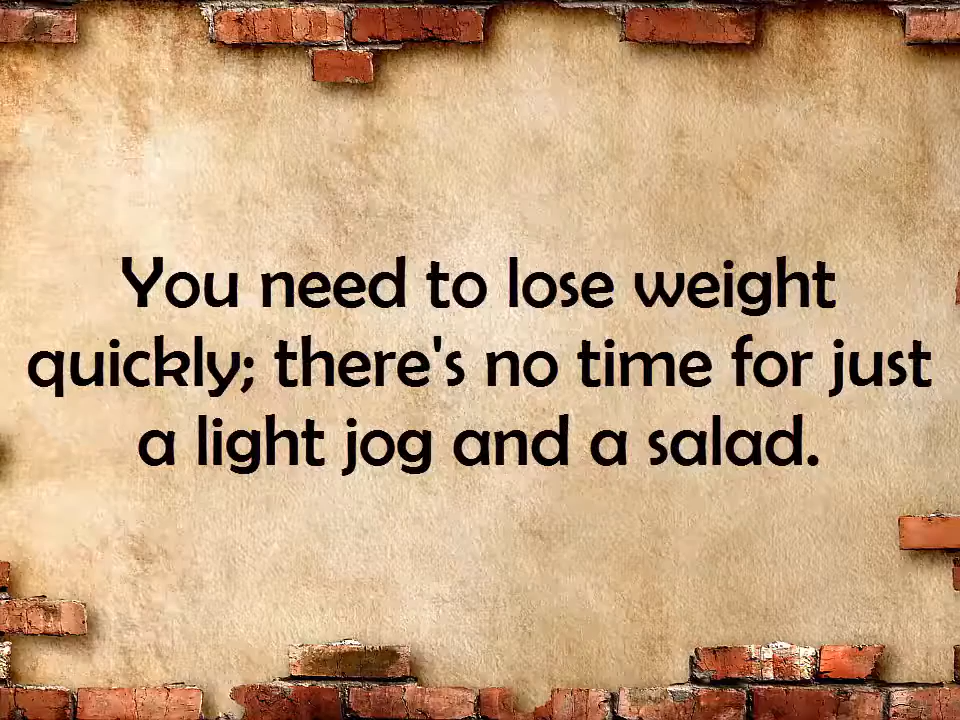 You need to lose weight
quickly; there's no time for just
a light jog and a salad.